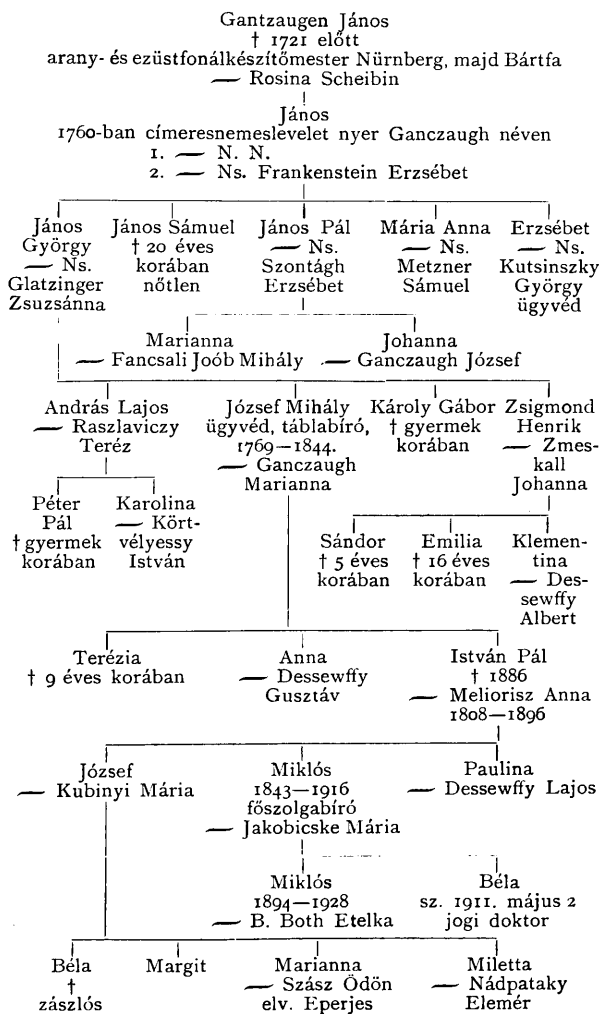 Gantzaugen János
† 1721 előtt
arany- és ezüstfonálkészítőmester Nürnberg, majd Bártfa
— Rosina Scheibin
János
1760-ban címeresnemeslevelet nyer Ganczaugh néven
1. — N. N.
2. — Ns. Frankenstein Erzsébet
János
György
— Ns.
Glatzinger
Zsuzsánna
János Sámuel
† 20 éves
korában
nőtlen
János Pál
— Ns.
Szontágh
Erzsébet
Mária Anna
— Ns.
Metzner
Sámuel
Erzsébet
— Ns.
Kutsinszky
György
ügyvéd
Marianna
— Fancsali Joób Mihály
Johanna
— Ganczaugh József
András Lajos
— Raszlaviczy
Teréz
József Mihály
ügyvéd, táblabíró,
1769—1844.
— Ganczaugh
Marianna
Károly Gábor
† gyermek
korában
Zsigmond
Henrik
— Zmes-
kall
Johanna
Péter
Pál
† gyermek
korában
Karolina
— Kört-
vélyessy
István
Sándor
† 5 éves
korában
Emilia
† 16 éves
korában
Klemen-
tina
— Des-
sewffy
Albert
Terézia
† 9 éves korában
Anna
— Dessewffy
Gusztáv
István Pál
† 1886
— Meliorisz Anna
1808—1896
József
— Kubinyi Mária
Miklós
1843—1916
főszolgabíró
— Jakobicske Mária
Paulina
— Dessewffy Lajos
Miklós
1894—1928
— B. Both Etelka
Béla
sz. 1911. május 2
jogi doktor
Béla
†
zászlós
Margit
Marianna
— Szász Ödön
elv. Eperjes
Miletta
— Nádpataky
Elemér